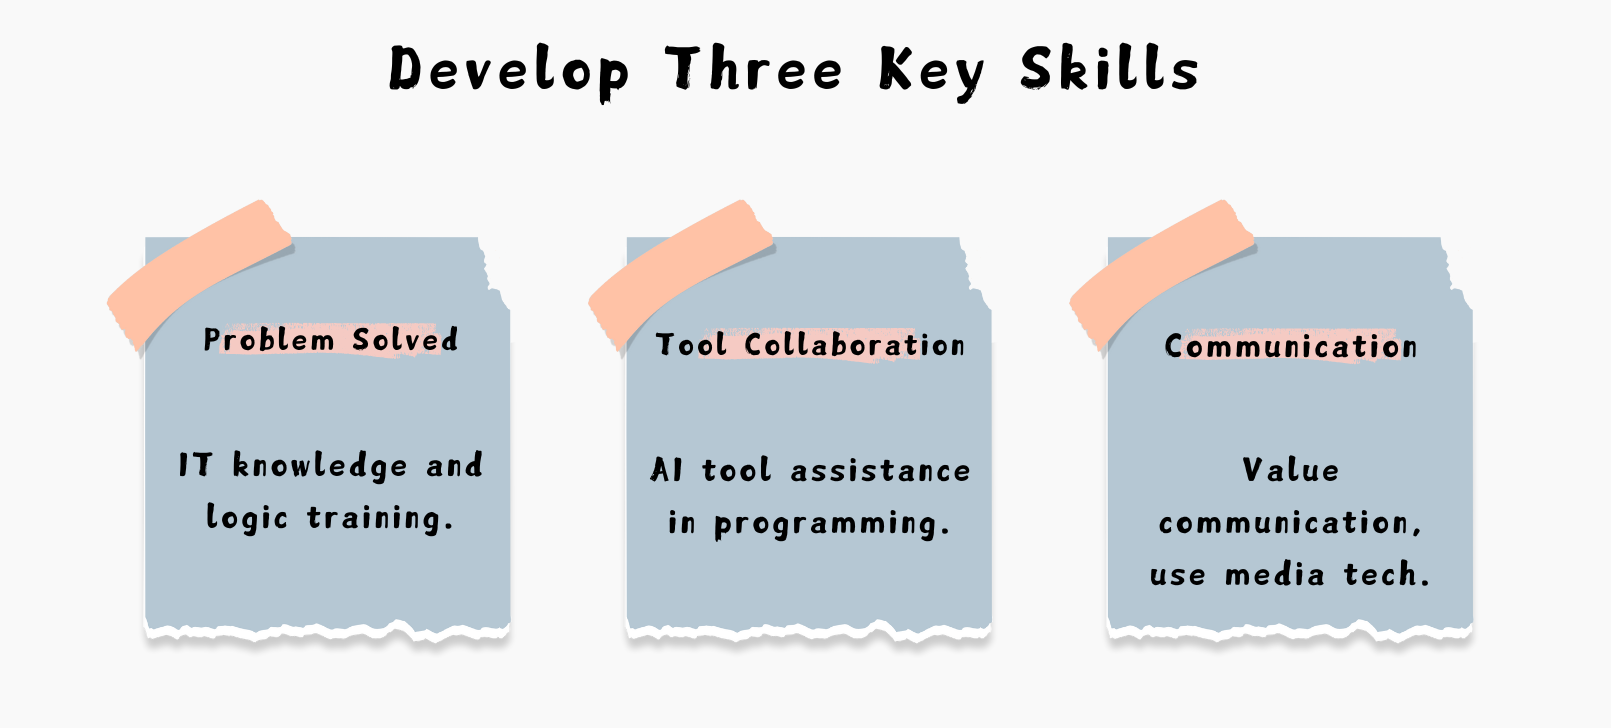 Develop Three Key Skills
Problem Solved
IT knowledge and
logic training.
Tool Collaboration
AI tool assistance
in programming.
Communication
Value
communication,
use media tech.